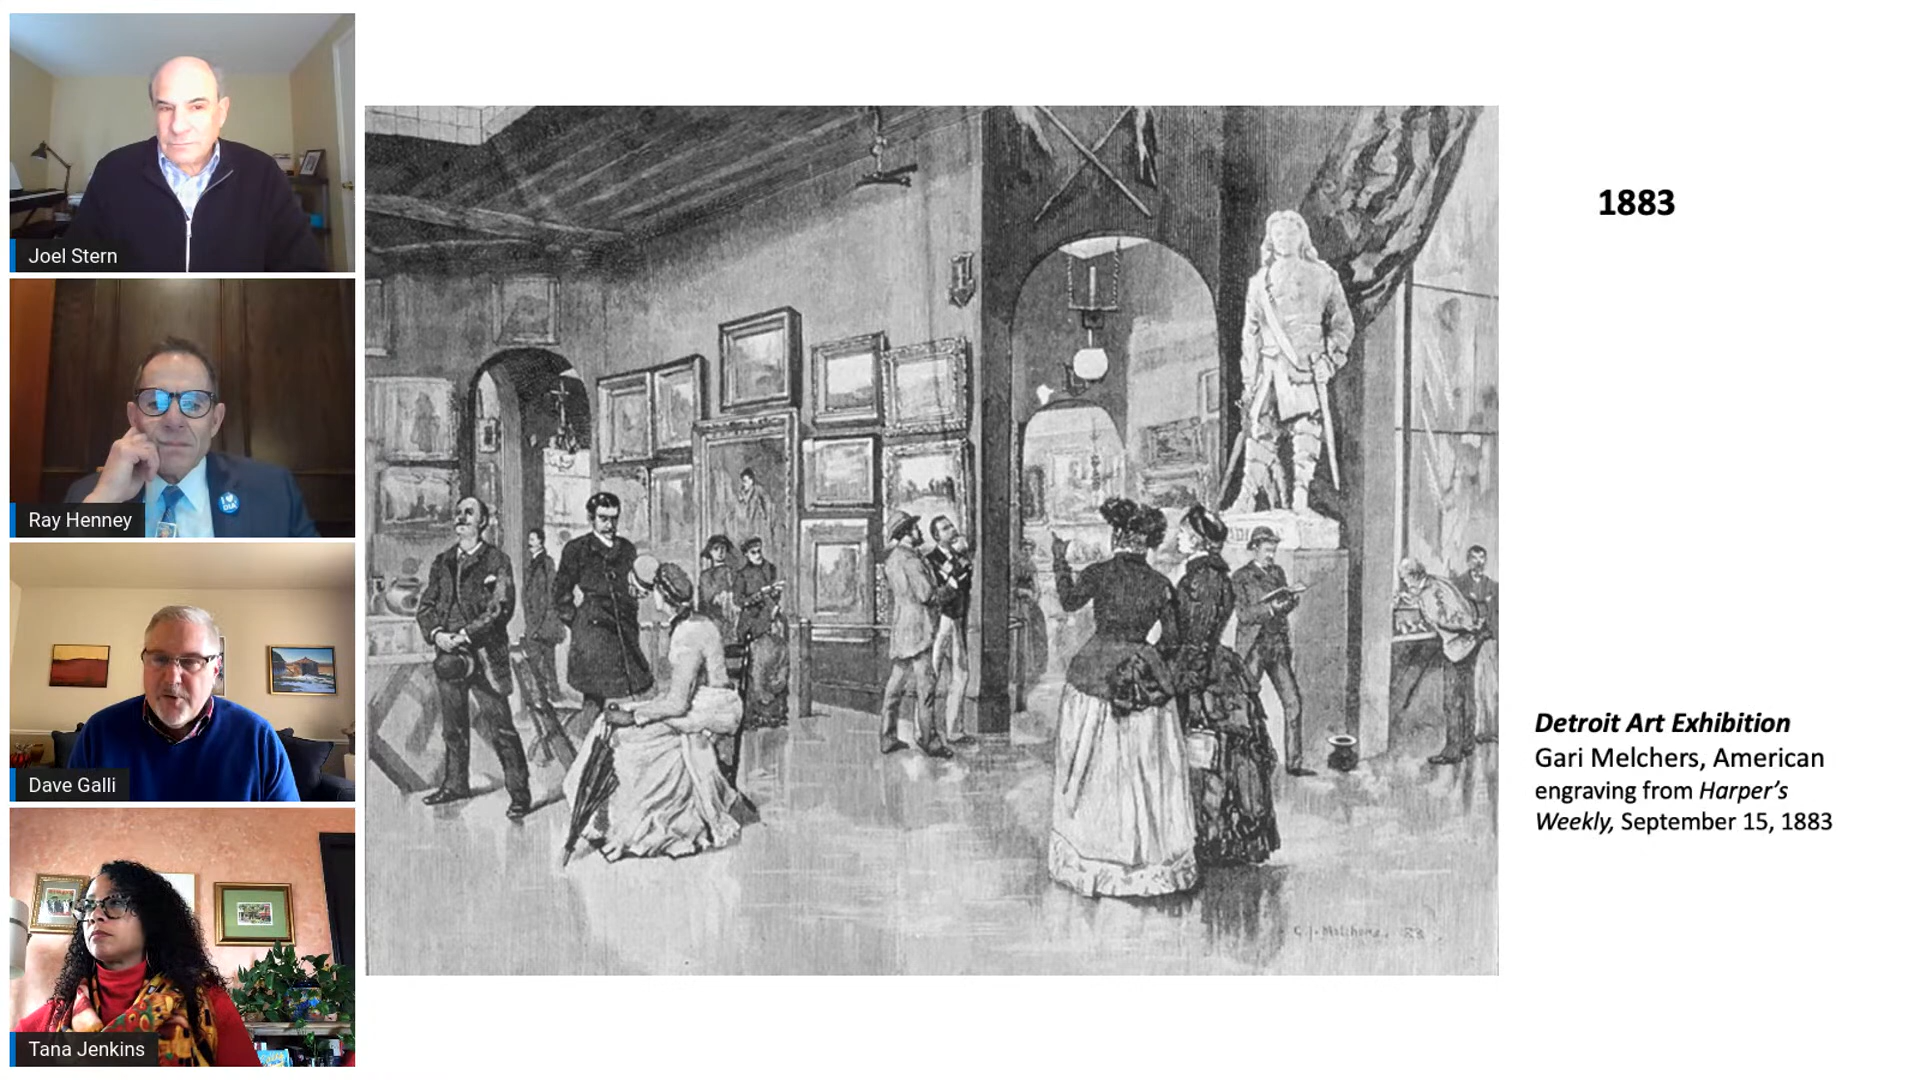 Joel Stern
Ray Henney
DIA
Dave Galli
Tana Jenkins
1883
Detroit Art Exhibition
Gari Melchers, American
engraving from Harper’s
Weekly, September 15, 1883